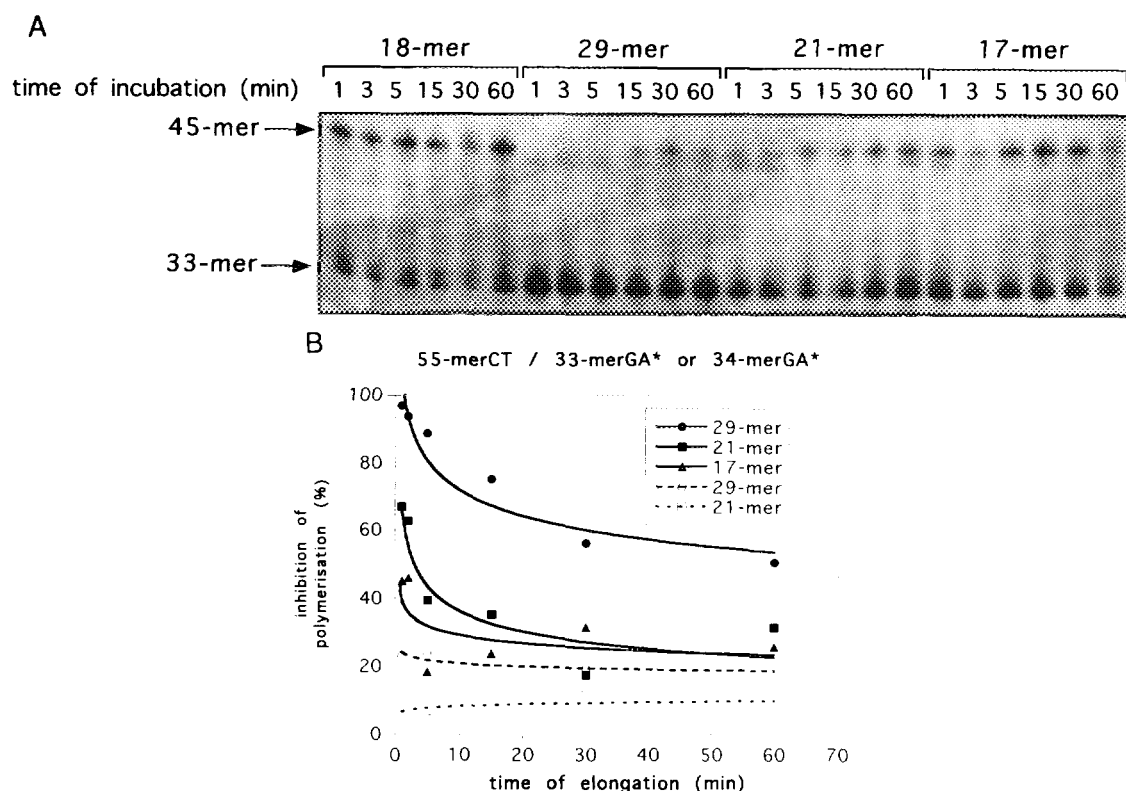 A
18-mer 29-mer 21-mer 17-mer
time of incubation (min) 1 3 5 15 30 60 1 3 5 15 30 60 1 3 5 15 30 60 1 3 5 15 30 60
45-mer
33-mer
B
55-merCT / 33-merGA* or 34-merGA*
inhibition of
polymerisation (%)
100
80
60
40
20
0
29-mer
21-mer
17-mer
29-mer
21-mer
0 10 20 30 40 50 60 70
time of elongation (min)